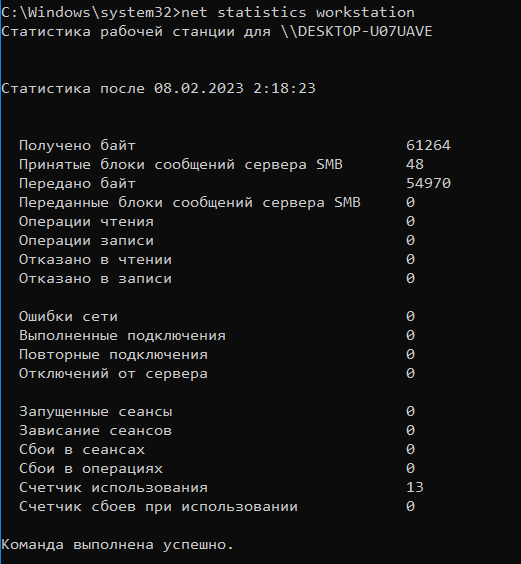 C:\Windows\system32>net statistics workstation
Статистика рабочей станции для \\DESKTOP-U07UAVE
Статистика после 08.02.2023 2:18:23
Получено байт 61264
Принятые блоки сообщений сервера SMB 48
Передано байт 54970
Переданные блоки сообщений сервера SMB 0
Операции чтения 0
Операции записи 0
Отказано в чтении 0
Отказано в записи 0
Ошибки сети 0
Выполненные подключения 0
Повторные подключения 0
Отключений от сервера 0
Запущенные сеансы 0
Зависание сеансов 0
Сбои в сеансах 0
Сбои в операциях 0
Счетчик использования 13
Счетчик сбоев при использовании 0
Команда выполнена успешно.